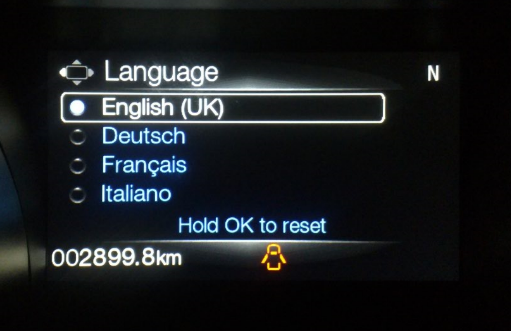 Language
N
English (UK)
Deutsch
Français
Italiano
Hold OK to reset
002899.8km